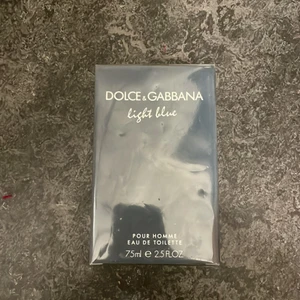 DOLCE & GABBANA
light blue
POUR HOMME
EAU DE TOILETTE
75ml ℮ 2.5 FL.OZ.